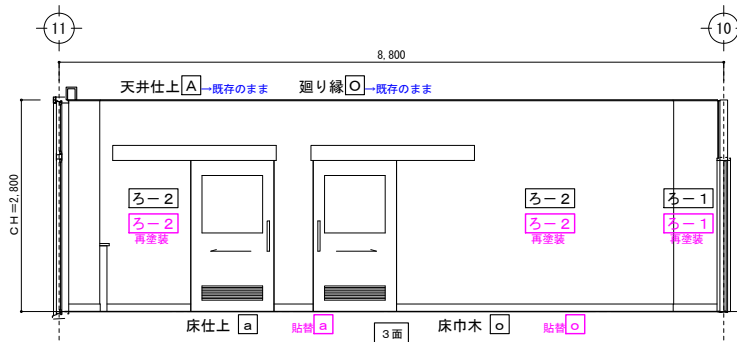 11
10
8,800
天井仕上 A →既存のまま 廻り縁 O →既存のまま
CH=2,800
ろ－2 ろ－2 ろ－1
ろ－2 ろ－2 ろ－1
再塗装 再塗装 再塗装
床仕上 a 貼替 a 3面 床巾木 o 貼替 o